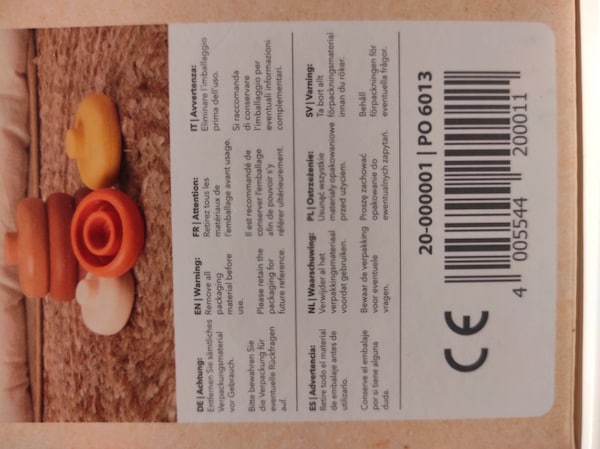 DE | Achtung:
Entfernen Sie sämtliches
Verpackungsmaterial
vor Gebrauch.
Bitte bewahren Sie
die Verpackung für
eventuelle Rückfragen
auf.
EN | Warning:
Remove all
packaging
material before
use.
Please retain the
packaging for
future reference.
FR | Attention:
Retirez tous les
matériaux de
l'emballage avant usage.
Il est recommandé de
conserver l'emballage
afin de pouvoir s'y
référer ultérieurement.
IT | Avvertenza:
Eliminare l'imballaggio
prima dell'uso.
Si raccomanda
di conservare
l'imballaggio per
eventuali informazioni
complementari.
ES | Advertencia:
Retire todo el material
de embalaje antes de
utilizarlo.
Conserve el embalaje
por si tiene alguna
duda.
NL | Waarschuwing:
Verwijder al het
verpakkingsmateriaal
voordat gebruiken.
Bewaar de verpakking
voor eventuele
vragen.
PL | Ostrzeżenie:
Usunąć wszystkie
materiały opakowaniowe
przed użyciem.
Proszę zachować
opakowanie do
ewentualnych zapytań.
SV | Varning:
Ta bort allt
förpackningsmaterial
innan du röker.
Behåll
förpackningen för
eventuella frågor.
CE
20-000001 | PO 6013
4 005544 200011